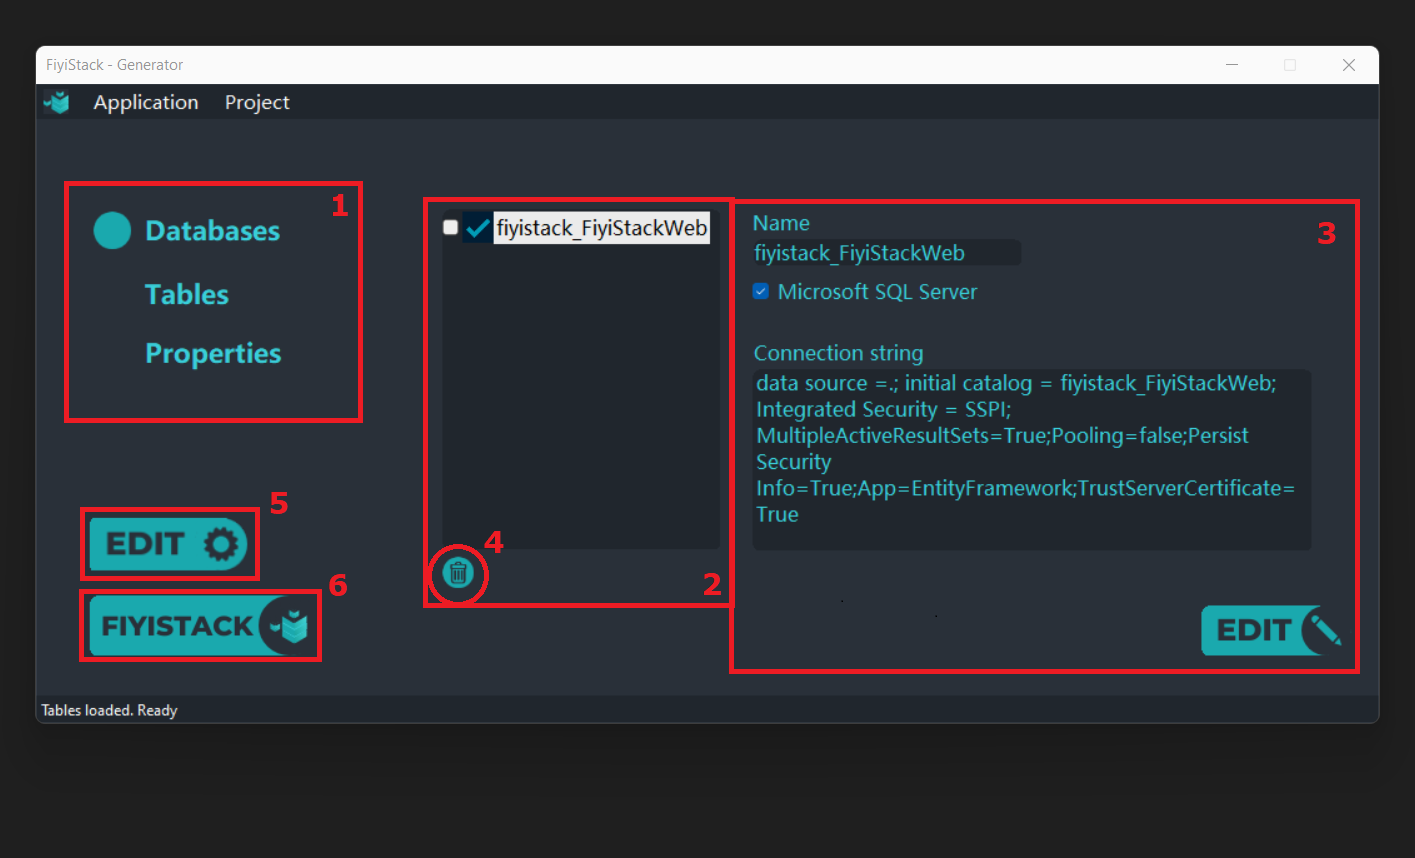 FiyiStack - Generator
Application Project
1
Databases
Tables
Properties
fiyistack_FiyiStackWeb
4
2
Name
3
fiyistack_FiyiStackWeb
Microsoft SQL Server
Connection string
data source =.; initial catalog = fiyistack_FiyiStackWeb;
Integrated Security = SSPI;
MultipleActiveResultSets=True;Pooling=false;Persist
Security
Info=True;App=EntityFramework;TrustServerCertificate=
True
EDIT
5
EDIT
6
FIYISTACK
Tables loaded. Ready